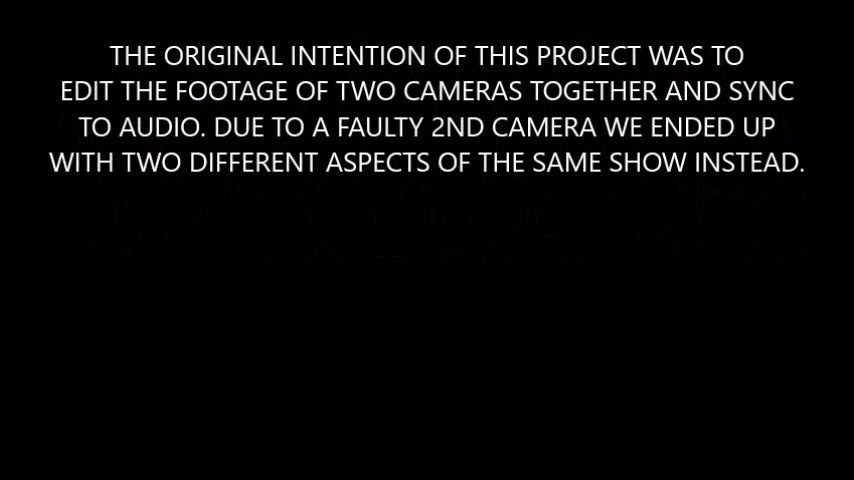 THE ORIGINAL INTENTION OF THIS PROJECT WAS TO
EDIT THE FOOTAGE OF TWO CAMERAS TOGETHER AND SYNC
TO AUDIO. DUE TO A FAULTY 2ND CAMERA WE ENDED UP
WITH TWO DIFFERENT ASPECTS OF THE SAME SHOW INSTEAD.